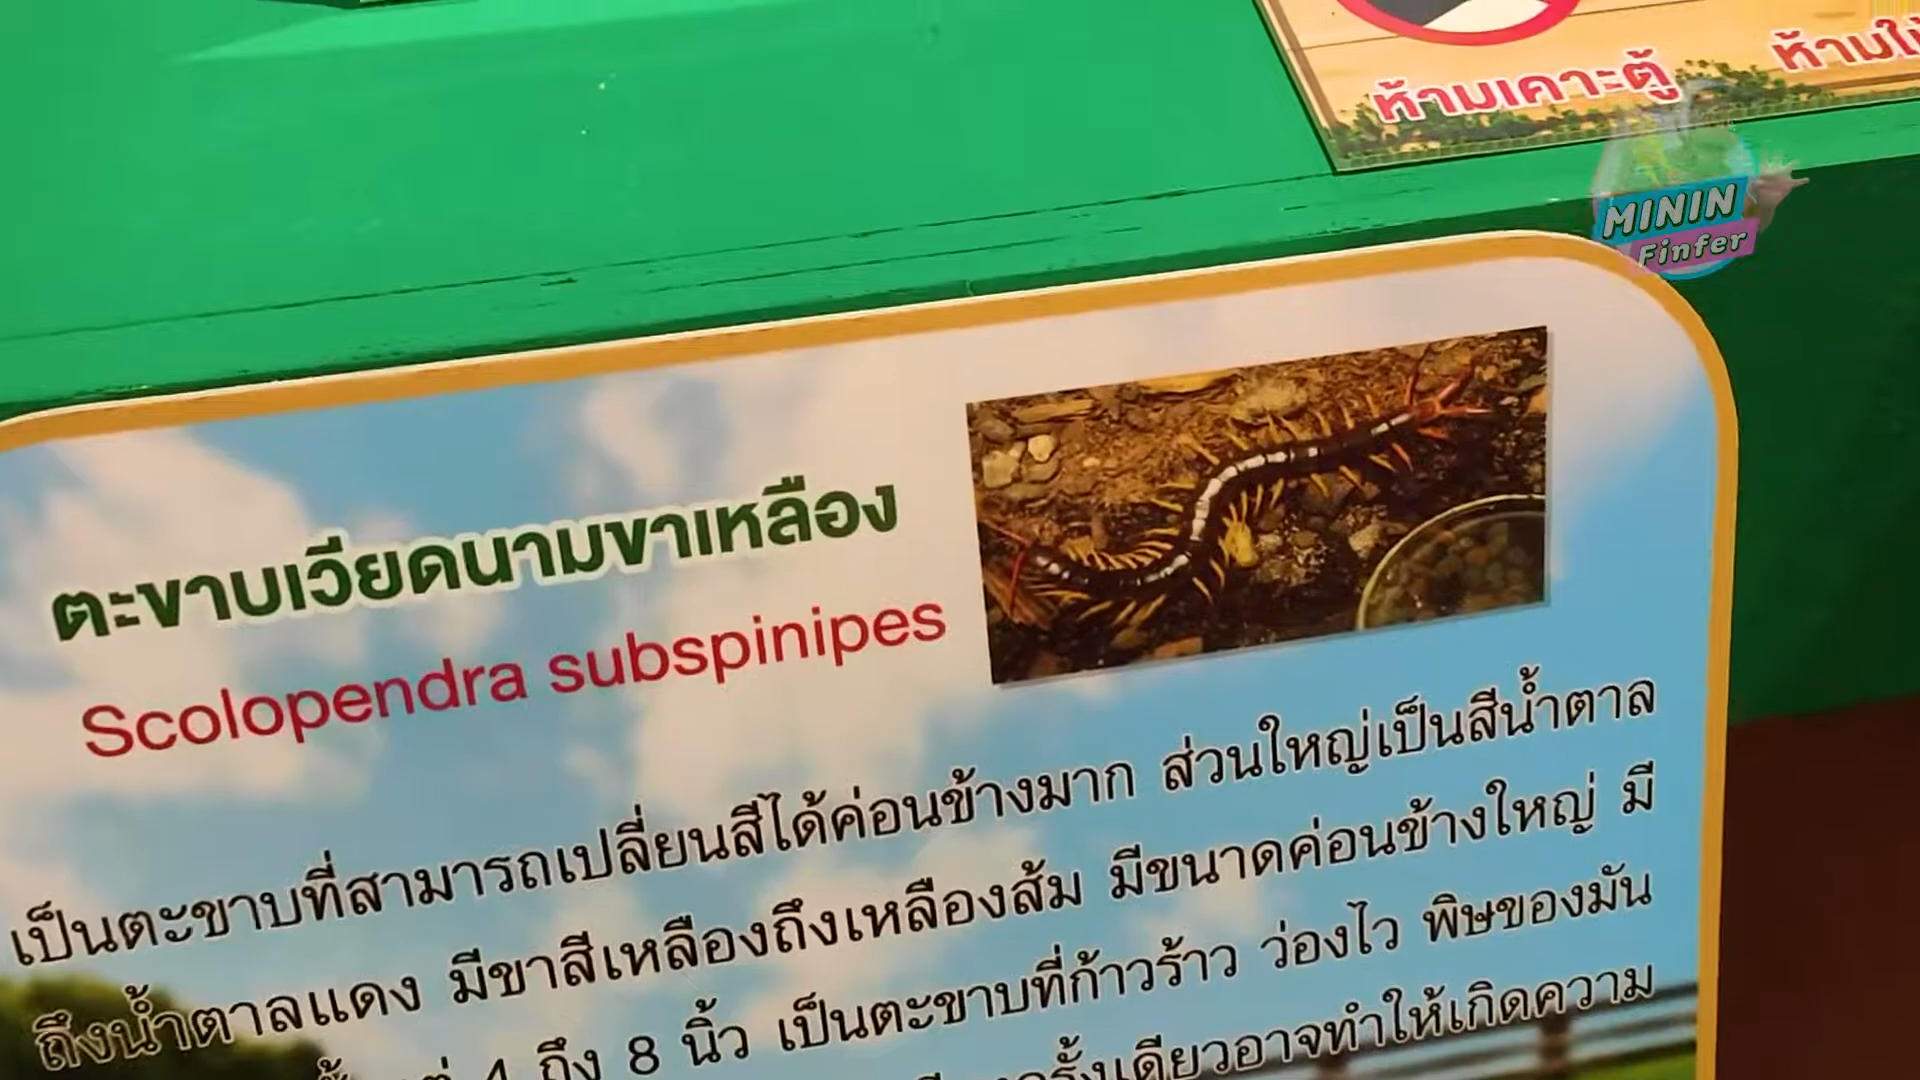 ห้ามเคาะตู้
MININ
Finfer
ตะขาบเวียดนามขาเหลือง
Scolopendra subspinipes
เป็นตะขาบที่สามารถเปลี่ยนสีได้ค่อนข้างมาก ส่วนใหญ่เป็นสีน้ำตาล
ถึงน้ำตาลแดง มีขาสีเหลืองถึงเหลืองส้ม มีขนาดค่อนข้างใหญ่ มี
4 ถึง 8 นิ้ว เป็นตะขาบที่ก้าวร้าว ว่องไว พิษของมัน
ครั้งเดียวอาจทำให้เกิดความ